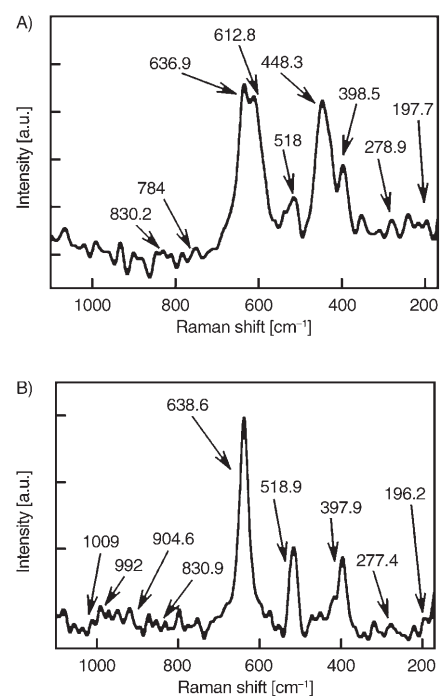 A)
612.8
636.9
448.3
398.5
197.7
518
278.9
784
830.2
Intensity [a.u.]
1000 800 600 400 200
Raman shift [cm⁻¹]
B)
638.6
518.9
397.9
196.2
1009
904.6
992
830.9
277.4
Intensity [a.u.]
1000 800 600 400 200
Raman shift [cm⁻¹]